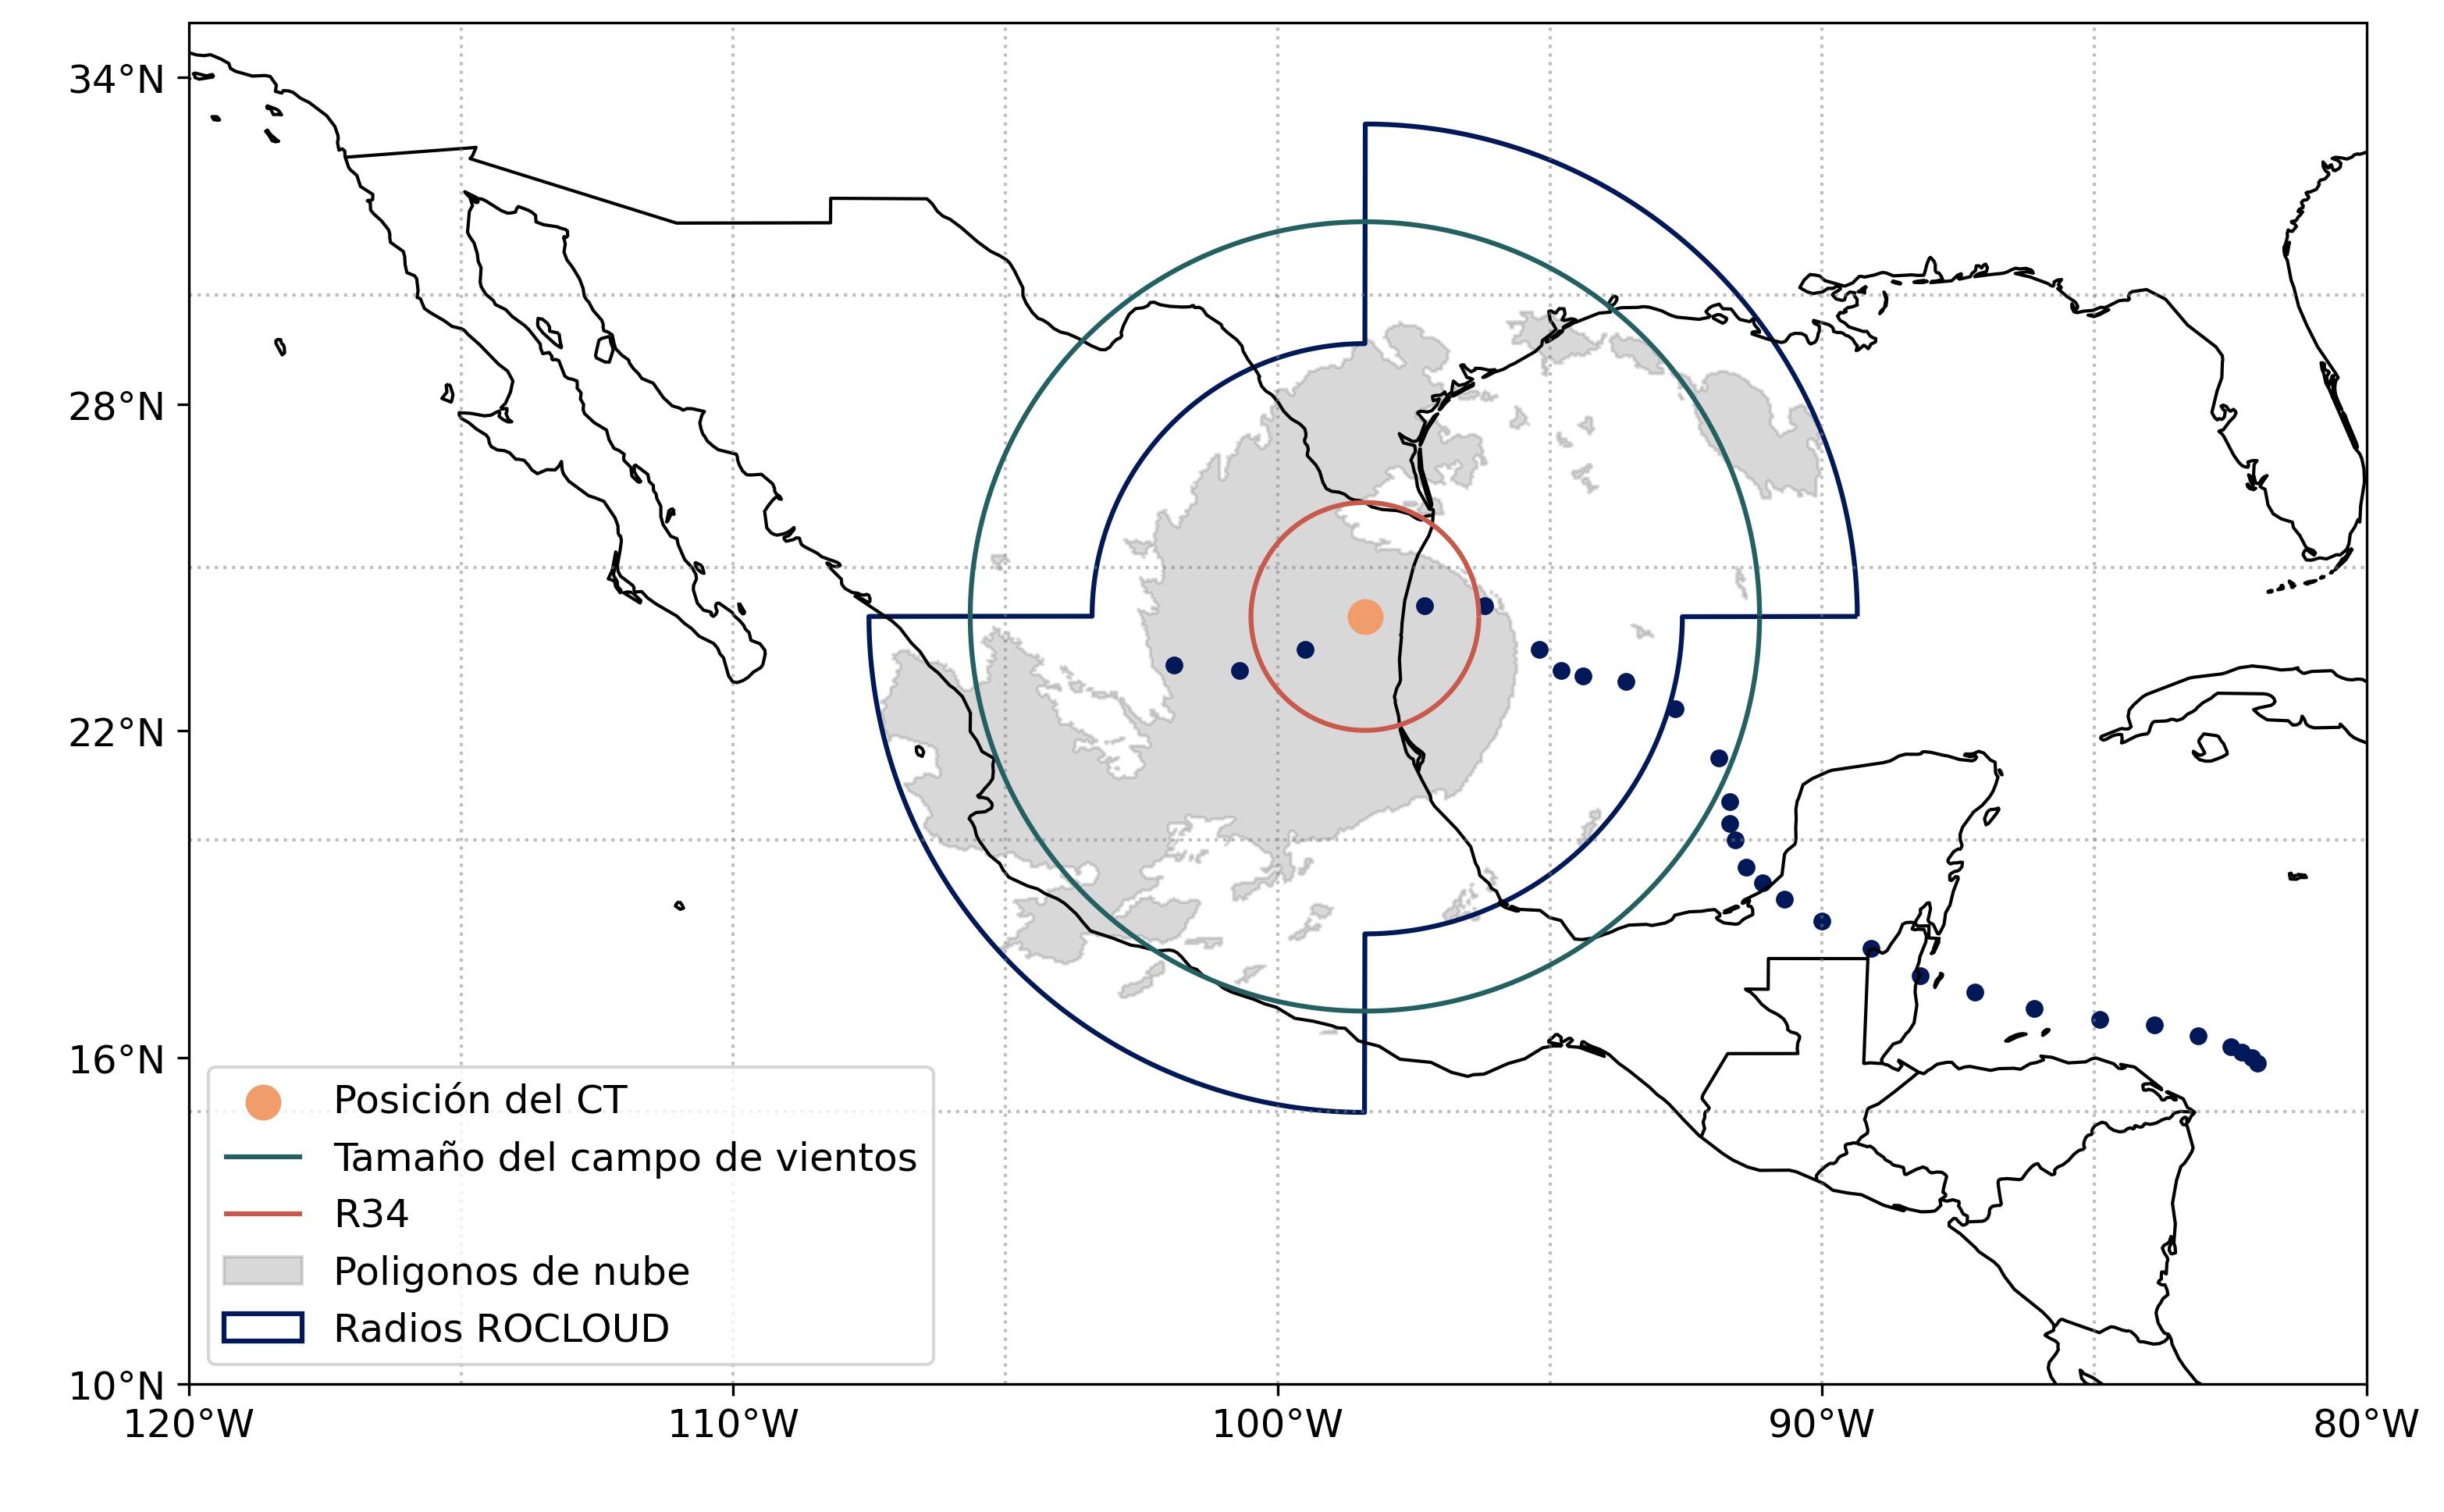 34°N
28°N
22°N
16°N
10°N
120°W
110°W
100°W
90°W
80°W
Posición del CT
Tamaño del campo de vientos
R34
Poligonos de nube
Radios ROCLOUD